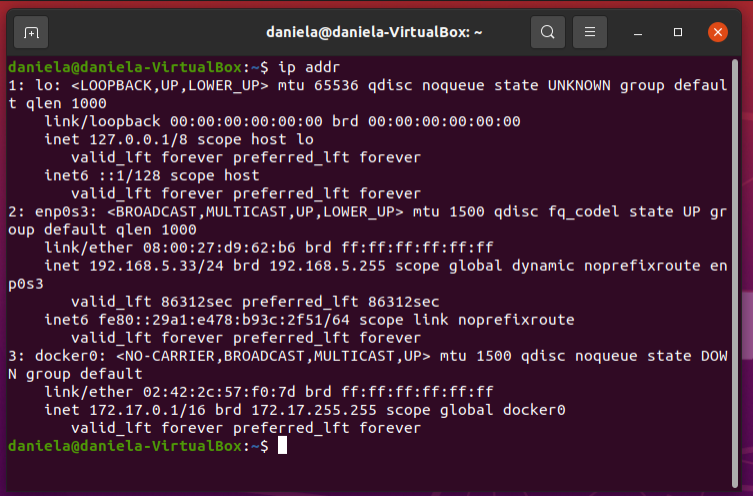 daniela@daniela-VirtualBox: ~
daniela@daniela-VirtualBox:~$ ip addr
1: lo: <LOOPBACK,UP,LOWER_UP> mtu 65536 qdisc noqueue state UNKNOWN group defaul
t qlen 1000
    link/loopback 00:00:00:00:00:00 brd 00:00:00:00:00:00
    inet 127.0.0.1/8 scope host lo
       valid_lft forever preferred_lft forever
    inet6 ::1/128 scope host
       valid_lft forever preferred_lft forever
2: enp0s3: <BROADCAST,MULTICAST,UP,LOWER_UP> mtu 1500 qdisc fq_codel state UP gr
oup default qlen 1000
    link/ether 08:00:27:d9:62:b6 brd ff:ff:ff:ff:ff:ff
    inet 192.168.5.33/24 brd 192.168.5.255 scope global dynamic noprefixroute en
p0s3
       valid_lft 86312sec preferred_lft 86312sec
    inet6 fe80::29a1:e478:b93c:2f51/64 scope link noprefixroute
       valid_lft forever preferred_lft forever
3: docker0: <NO-CARRIER,BROADCAST,MULTICAST,UP> mtu 1500 qdisc noqueue state DOW
N group default
    link/ether 02:42:2c:57:f0:7d brd ff:ff:ff:ff:ff:ff
    inet 172.17.0.1/16 brd 172.17.255.255 scope global docker0
       valid_lft forever preferred_lft forever
daniela@daniela-VirtualBox:~$